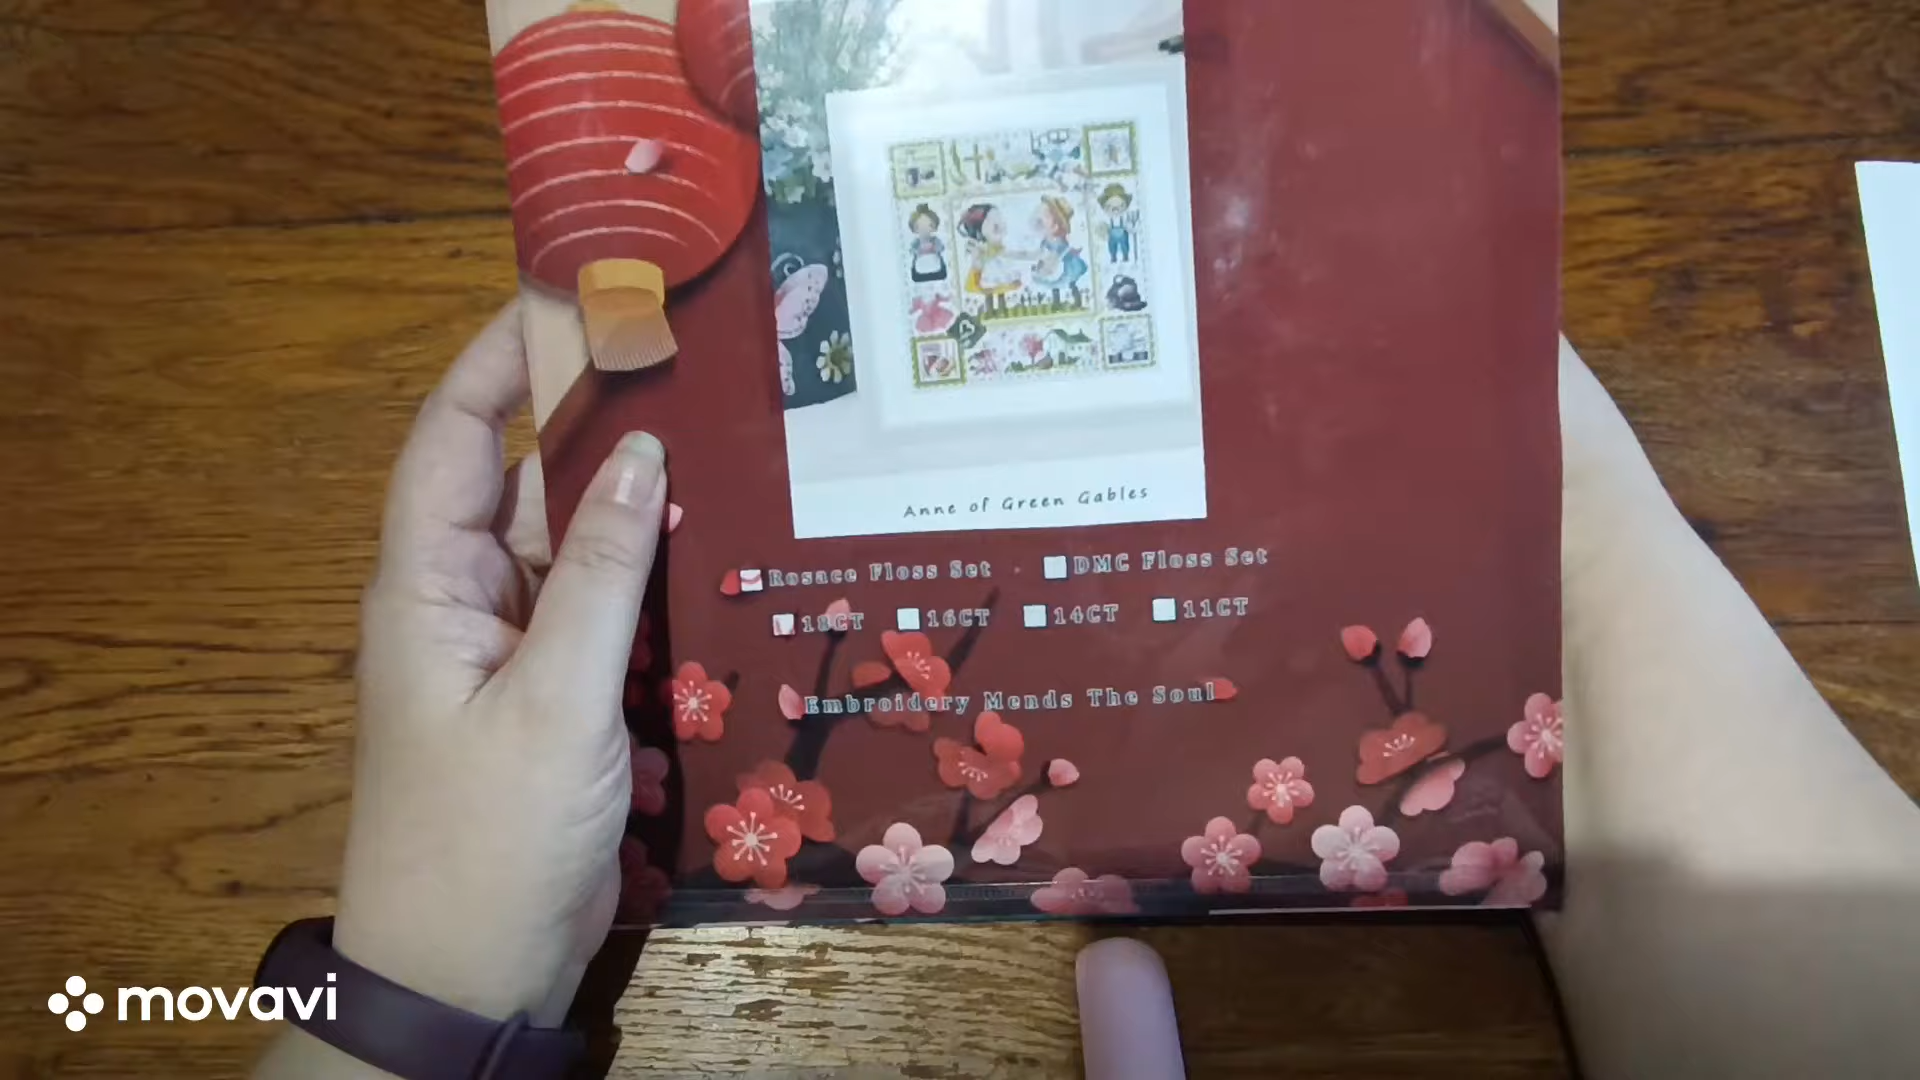 Anne of Green Gables
Rosace Floss Set DMC Floss Set
18CT 16CT 14CT 11CT
Embroidery Mends The Soul
movavi